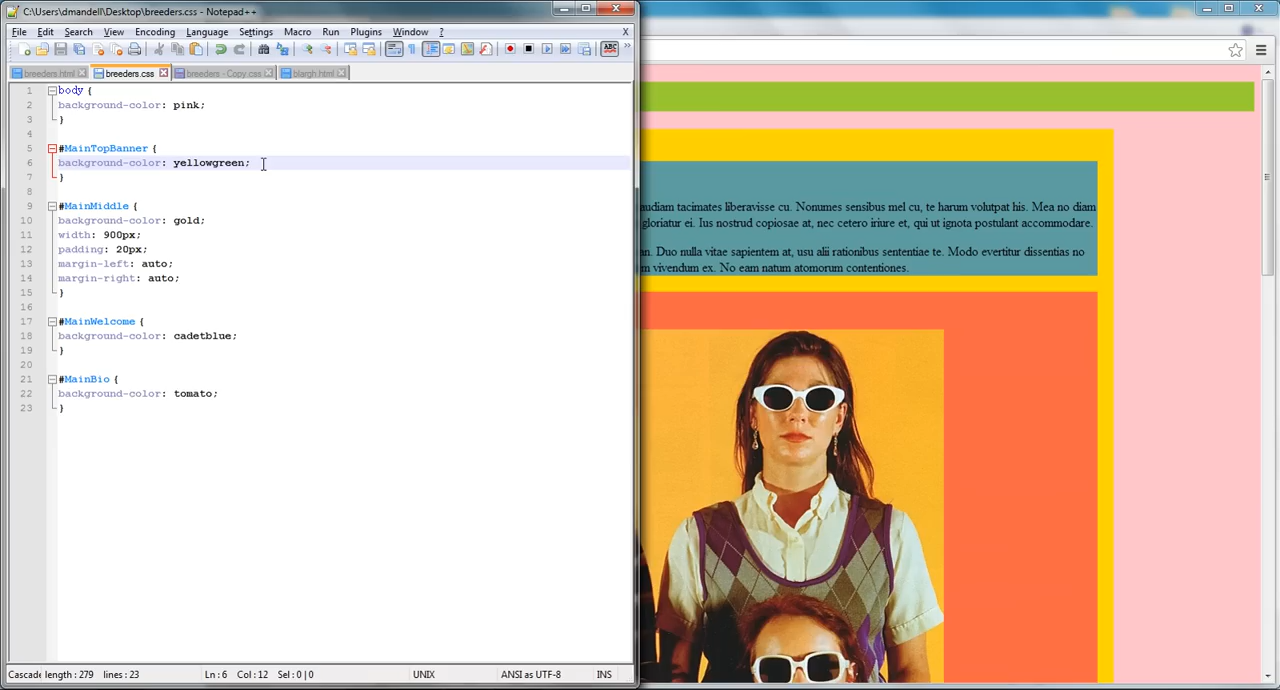 C:\Users\dmandell\Desktop\breeders.css - Notepad++
File Edit Search View Encoding Language Settings Macro Run Plugins Window ? X
breeders.html breeders.css breeders - Copy.css blargh.html
1 body {
2 background-color: pink;
3 }
4
5 #MainTopBanner {
6 background-color: yellowgreen;
7 }
8
9 #MainMiddle {
10 background-color: gold;
11 width: 900px;
12 padding: 20px;
13 margin-left: auto;
14 margin-right: auto;
15 }
16
17 #MainWelcome {
18 background-color: cadetblue;
19 }
20
21 #MainBio {
22 background-color: tomato;
23 }
Cascade length : 279 lines : 23 Ln : 6 Col : 12 Sel : 0 | 0 UNIX ANSI as UTF-8 INS
audiam tacimates liberavisse cu. Nonumes sensibus mel cu, te harum volutpat his. Mea no diam
gloriatur ei. Ius nostrud copiosae at, nec cetero iriure et, qui ut ignota postulant accommodare.
an. Duo nulla vitae sapientem at, usu alii rationibus sententiae te. Modo evertitur dissentias no
m vivendum ex. No eam natum atomorum contentiones.